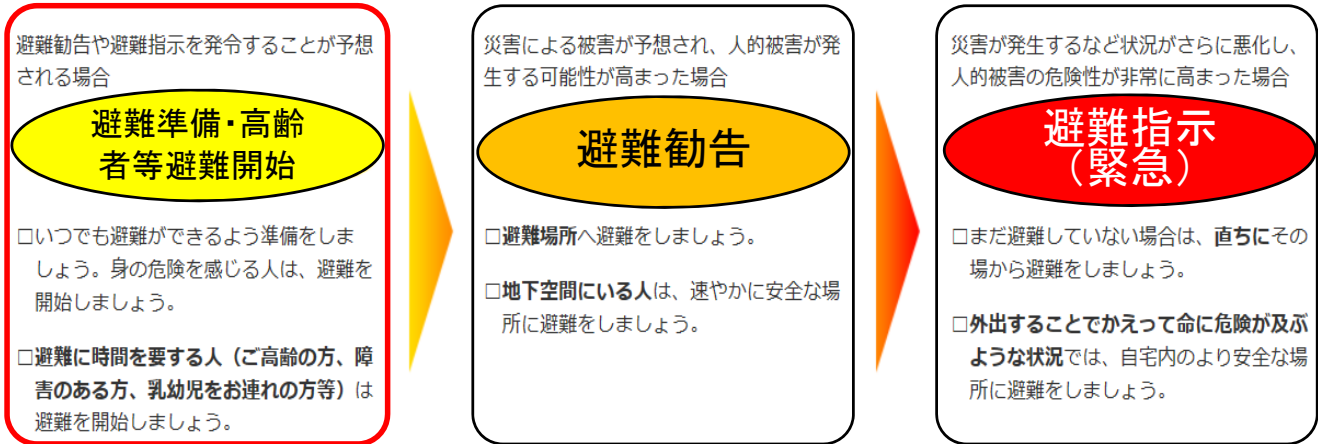 避難勧告や避難指示を発令することが予想
される場合
避難準備・高齢
者等避難開始
□いつでも避難ができるよう準備をしま
しょう。身の危険を感じる人は、避難を
開始しましょう。
□避難に時間を要する人（ご高齢の方、障
害のある方、乳幼児をお連れの方等）は
避難を開始しましょう。
災害による被害が予想され、人的被害が発
生する可能性が高まった場合
避難勧告
□避難場所へ避難をしましょう。
□地下空間にいる人は、速やかに安全な場
所に避難をしましょう。
災害が発生するなど状況がさらに悪化し、
人的被害の危険性が非常に高まった場合
避難指示
（緊急）
□まだ避難していない場合は、直ちにその
場から避難をしましょう。
□外出することでかえって命に危険が及ぶ
ような状況では、自宅内のより安全な場
所に避難をしましょう。